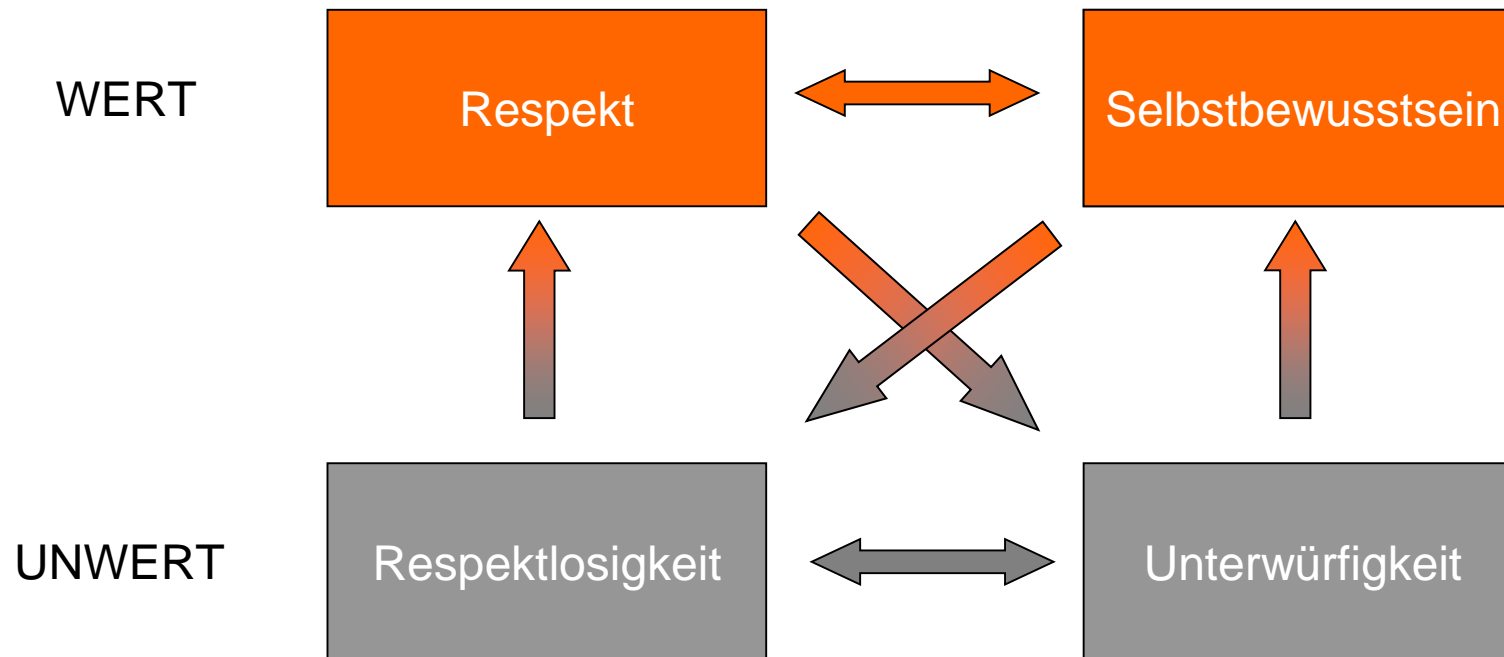 WERT
Respekt
Selbstbewusstsein
UNWERT
Respektlosigkeit
Unterwürfigkeit